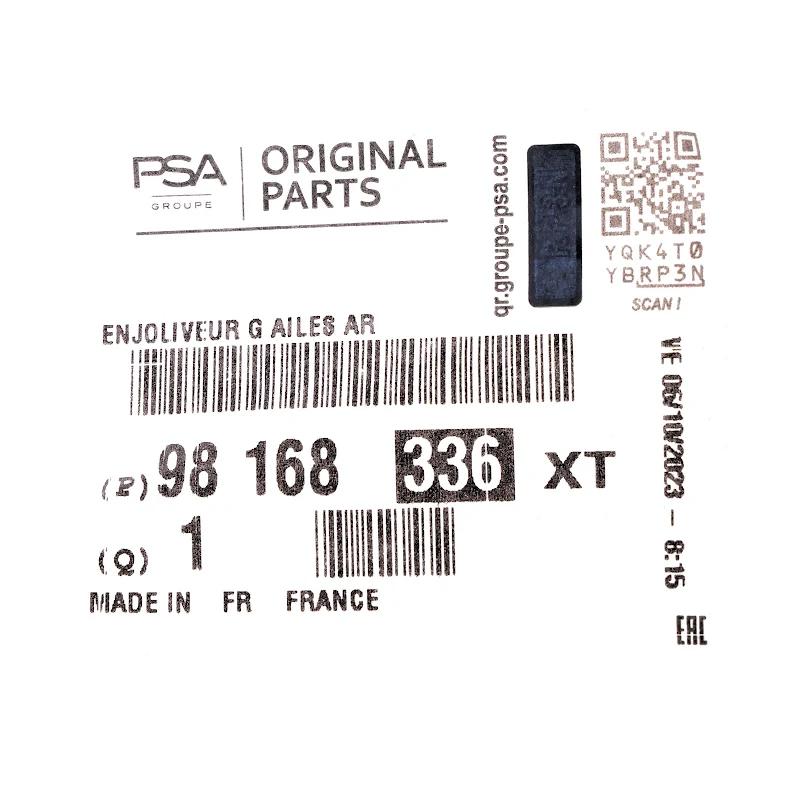 PSA
GROUPE
ORIGINAL
PARTS
qr.groupe-psa.com
YQK4T0
YBRP3N
SCAN !
ENJOLIVEUR G AILES AR
(P) 98 168 336 XT
(Q) 1
MADE IN FR FRANCE
VE 06/10/2023 - 8:15
EAC